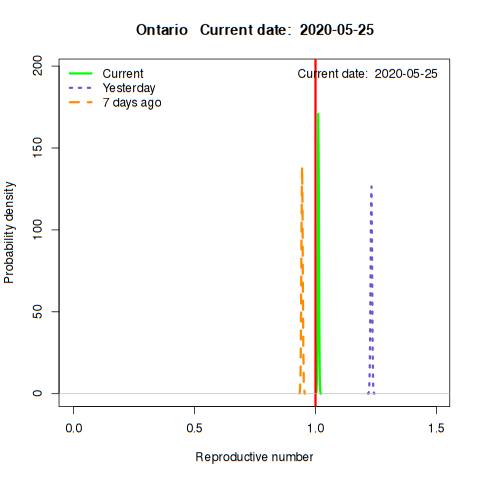 Ontario   Current date:  2020-05-25
Current
Yesterday
7 days ago
Current date:  2020-05-25
Probability density
0
50
100
150
200
0.0
0.5
1.0
1.5
Reproductive number